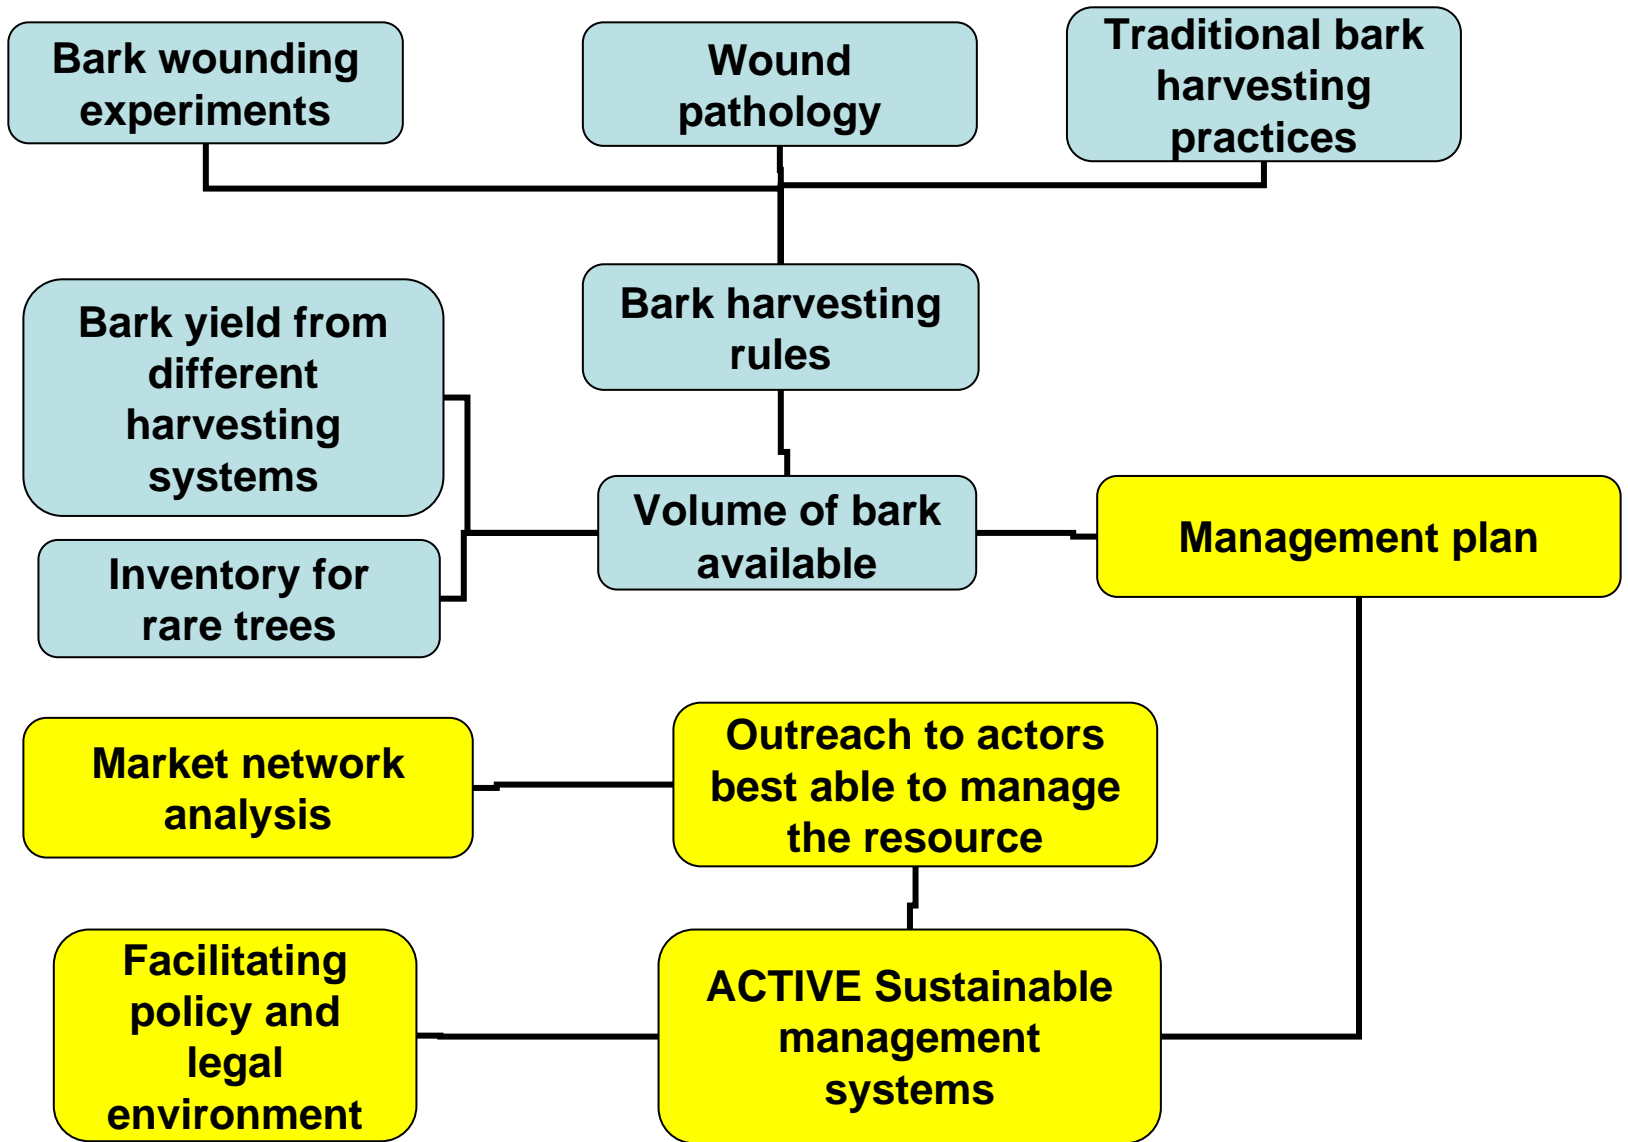 Bark wounding
experiments
Wound
pathology
Traditional bark
harvesting
practices
Bark yield from
different
harvesting
systems
Bark harvesting
rules
Inventory for
rare trees
Volume of bark
available
Management plan
Market network
analysis
Outreach to actors
best able to manage
the resource
Facilitating
policy and
legal
environment
ACTIVE Sustainable
management
systems